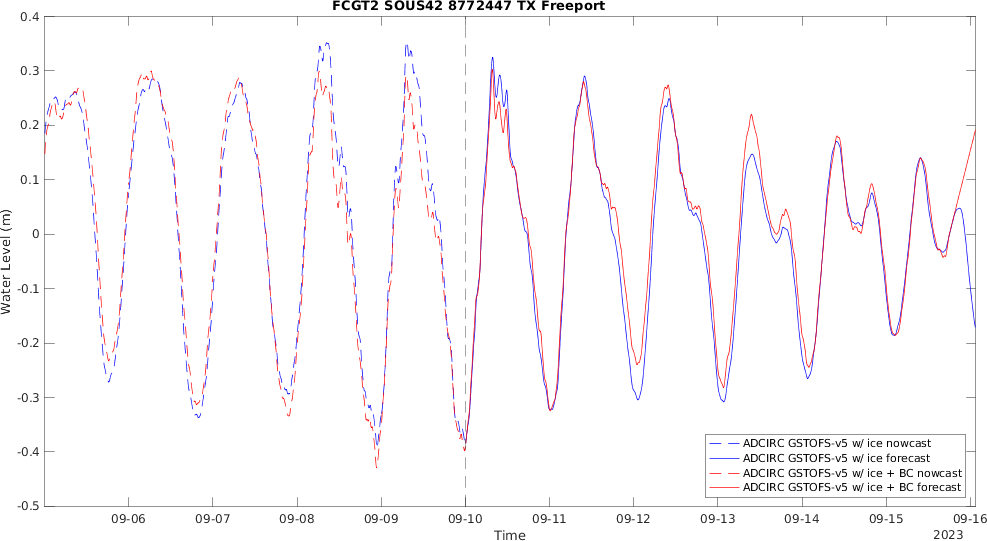 FCGT2 SOUS42 8772447 TX Freeport
0.4
0.3
0.2
0.1
0
-0.1
-0.2
-0.3
-0.4
-0.5
Water Level (m)
ADCIRC GSTOFS-v5 w/ ice nowcast
ADCIRC GSTOFS-v5 w/ ice forecast
ADCIRC GSTOFS-v5 w/ ice + BC nowcast
ADCIRC GSTOFS-v5 w/ ice + BC forecast
09-06 09-07 09-08 09-09 09-10 09-11 09-12 09-13 09-14 09-15 09-16
Time
2023